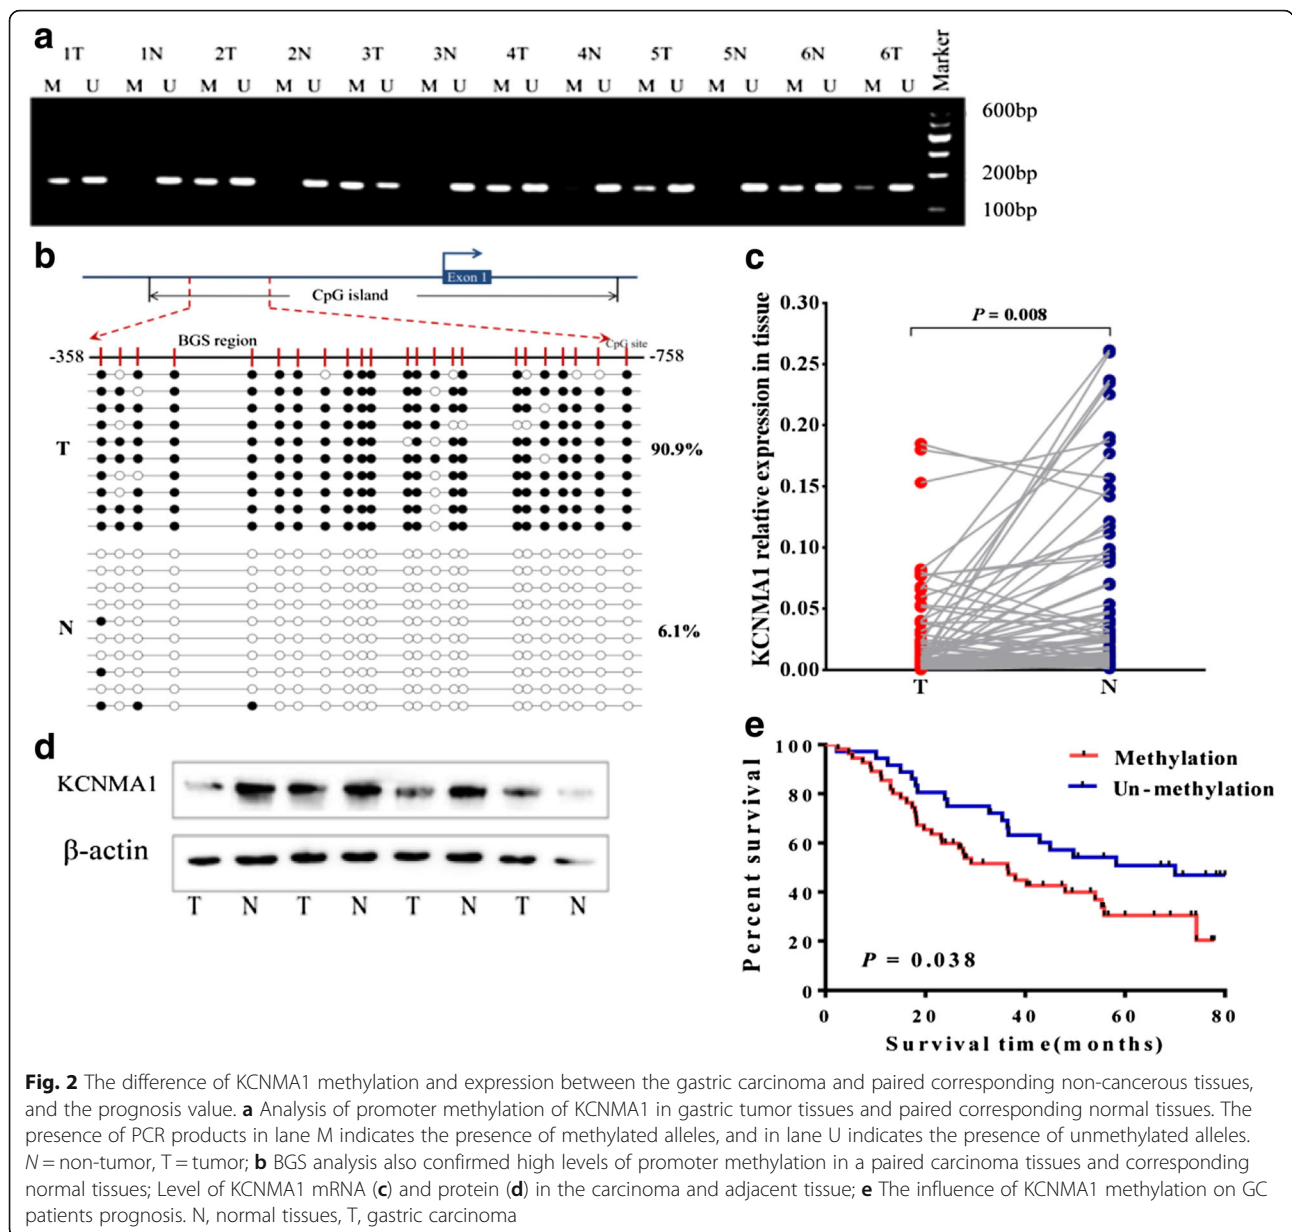 a
1T 1N 2T 2N 3T 3N 4T 4N 5T 5N 6N 6T Marker
M U M U M U M U M U M U M U M U M U M U M U M U
600bp
200bp
100bp
b
Exon 1
CpG island
BGS region
CpG site
-358
-758
T
90.9%
N
6.1%
c
KCNMA1 relative expression in tissue
0.30
0.25
0.20
0.15
0.10
0.05
0.00
P = 0.008
T N
d
KCNMA1
β-actin
T N T N T N T N
e
Percent survival
100
80
60
40
20
0
Methylation
Un-methylation
P = 0.038
0 20 40 60 80
Survival time(months)
Fig. 2 The difference of KCNMA1 methylation and expression between the gastric carcinoma and paired corresponding non-cancerous tissues,
and the prognosis value. a Analysis of promoter methylation of KCNMA1 in gastric tumor tissues and paired corresponding normal tissues. The
presence of PCR products in lane M indicates the presence of methylated alleles, and in lane U indicates the presence of unmethylated alleles.
N = non-tumor, T = tumor; b BGS analysis also confirmed high levels of promoter methylation in a paired carcinoma tissues and corresponding
normal tissues; Level of KCNMA1 mRNA (c) and protein (d) in the carcinoma and adjacent tissue; e The influence of KCNMA1 methylation on GC
patients prognosis. N, normal tissues, T, gastric carcinoma